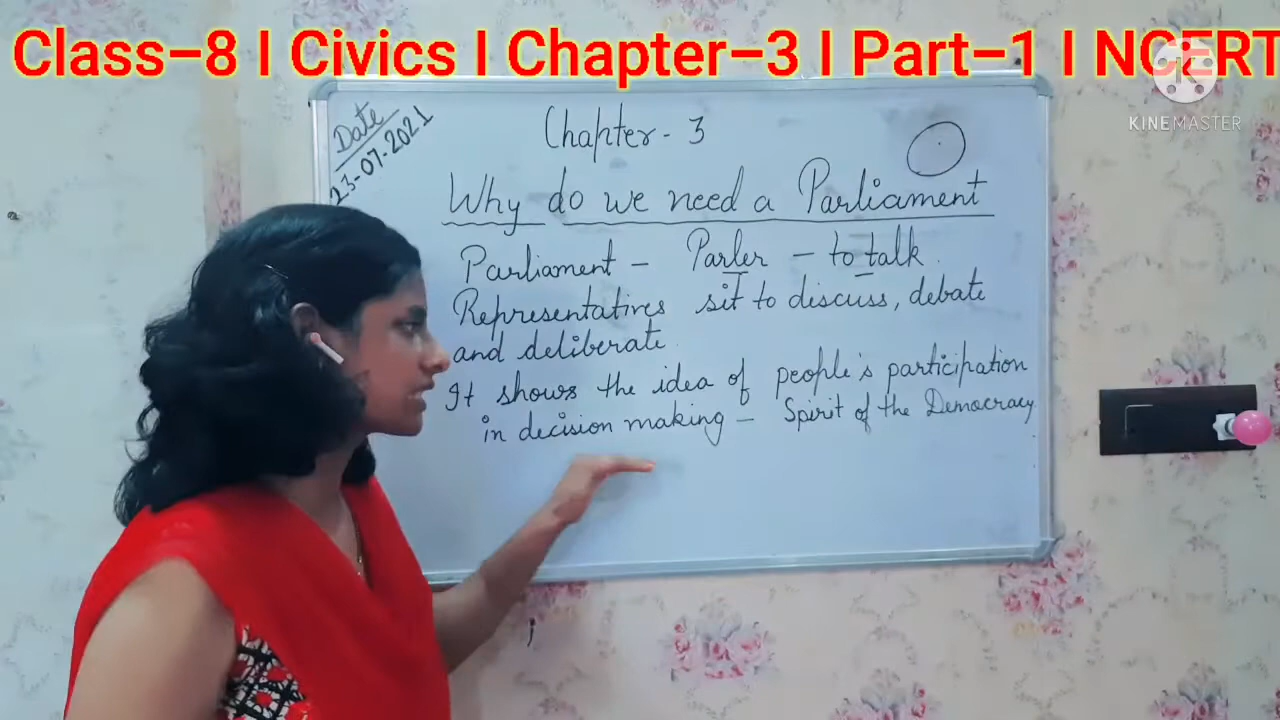 Class–8 I Civics I Chapter–3 I Part–1 I NCERT
KINEMASTER
Date
23-07-2021
Chapter - 3
Why do we need a Parliament
Parliament – Parler – to talk.
Representatives sit to discuss, debate
and deliberate.
It shows the idea of people's participation
in decision making – Spirit of the Democracy